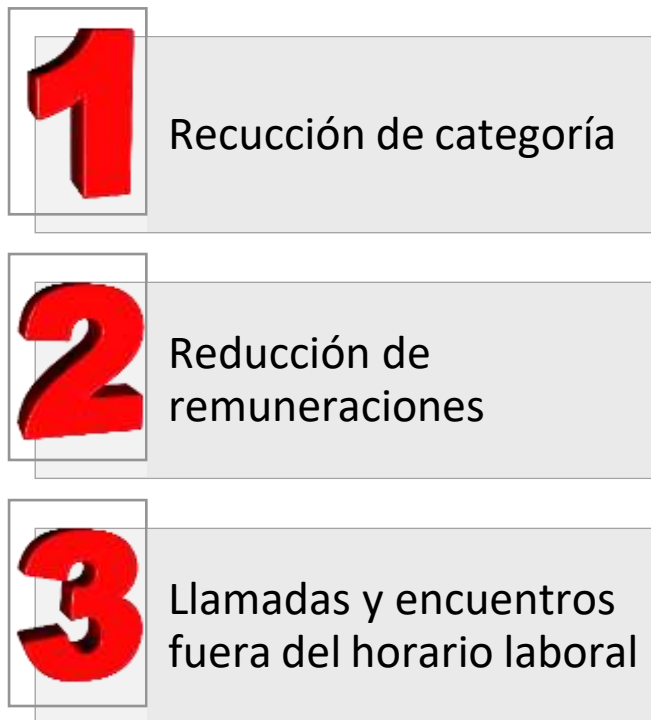 1
Recucción de categoría
2
Reducción de
remuneraciones
3
Llamadas y encuentros
fuera del horario laboral